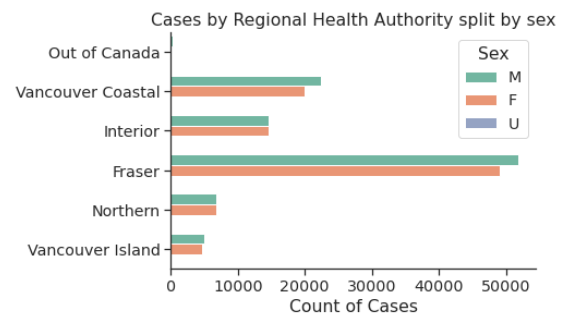 Cases by Regional Health Authority split by sex
Out of Canada
Vancouver Coastal
Interior
Fraser
Northern
Vancouver Island
Sex
M
F
U
0 10000 20000 30000 40000 50000
Count of Cases